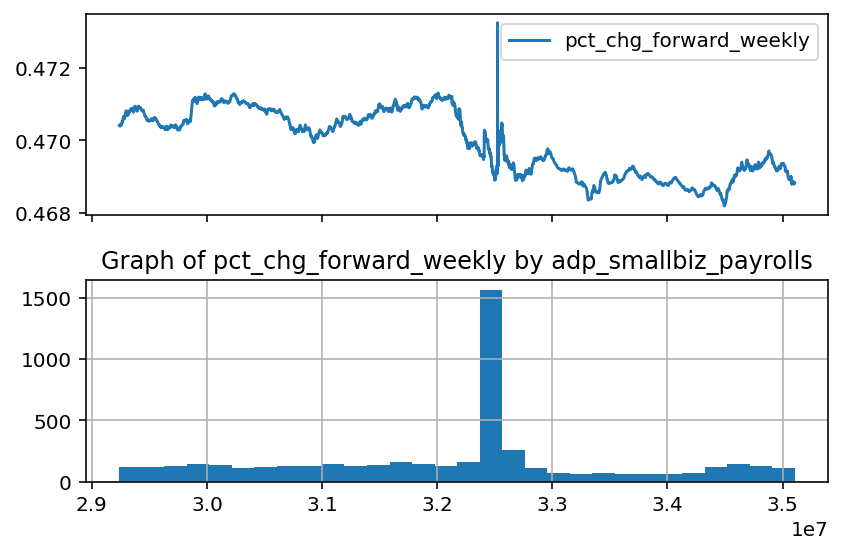 pct_chg_forward_weekly
0.472
0.470
0.468
Graph of pct_chg_forward_weekly by adp_smallbiz_payrolls
1500
1000
500
0
2.9 3.0 3.1 3.2 3.3 3.4 3.5
1e7